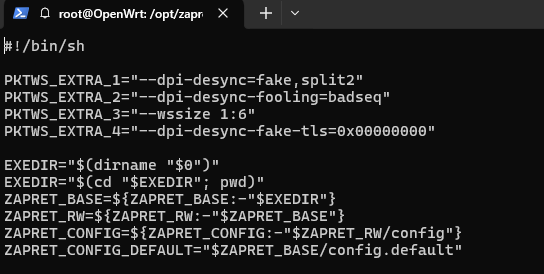 root@OpenWrt: /opt/zapr
#!/bin/sh
PKTWS_EXTRA_1="--dpi-desync=fake,split2"
PKTWS_EXTRA_2="--dpi-desync-fooling=badseq"
PKTWS_EXTRA_3="--wssize 1:6"
PKTWS_EXTRA_4="--dpi-desync-fake-tls=0x00000000"
EXEDIR="$(dirname "$0")"
EXEDIR="$(cd "$EXEDIR"; pwd)"
ZAPRET_BASE=${ZAPRET_BASE:-"$EXEDIR"}
ZAPRET_RW=${ZAPRET_RW:-"$ZAPRET_BASE"}
ZAPRET_CONFIG=${ZAPRET_CONFIG:-"$ZAPRET_RW/config"}
ZAPRET_CONFIG_DEFAULT="$ZAPRET_BASE/config.default"